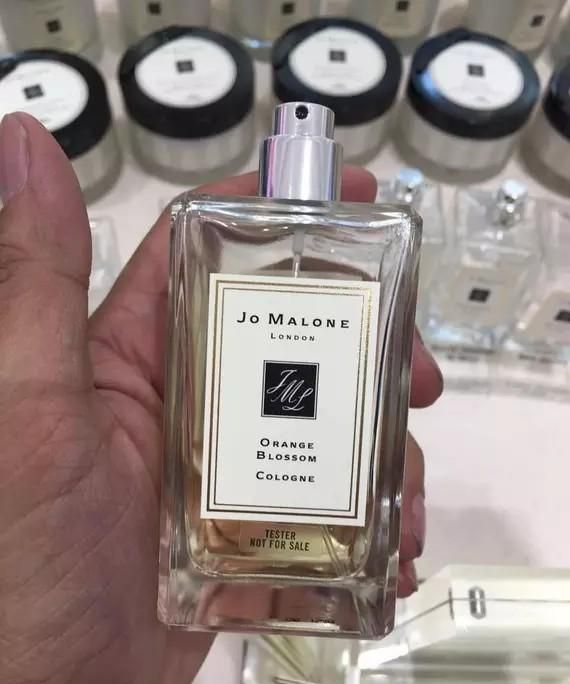 Jo Malone
London
JML
Orange
Blossom
Cologne
TESTER
NOT FOR SALE